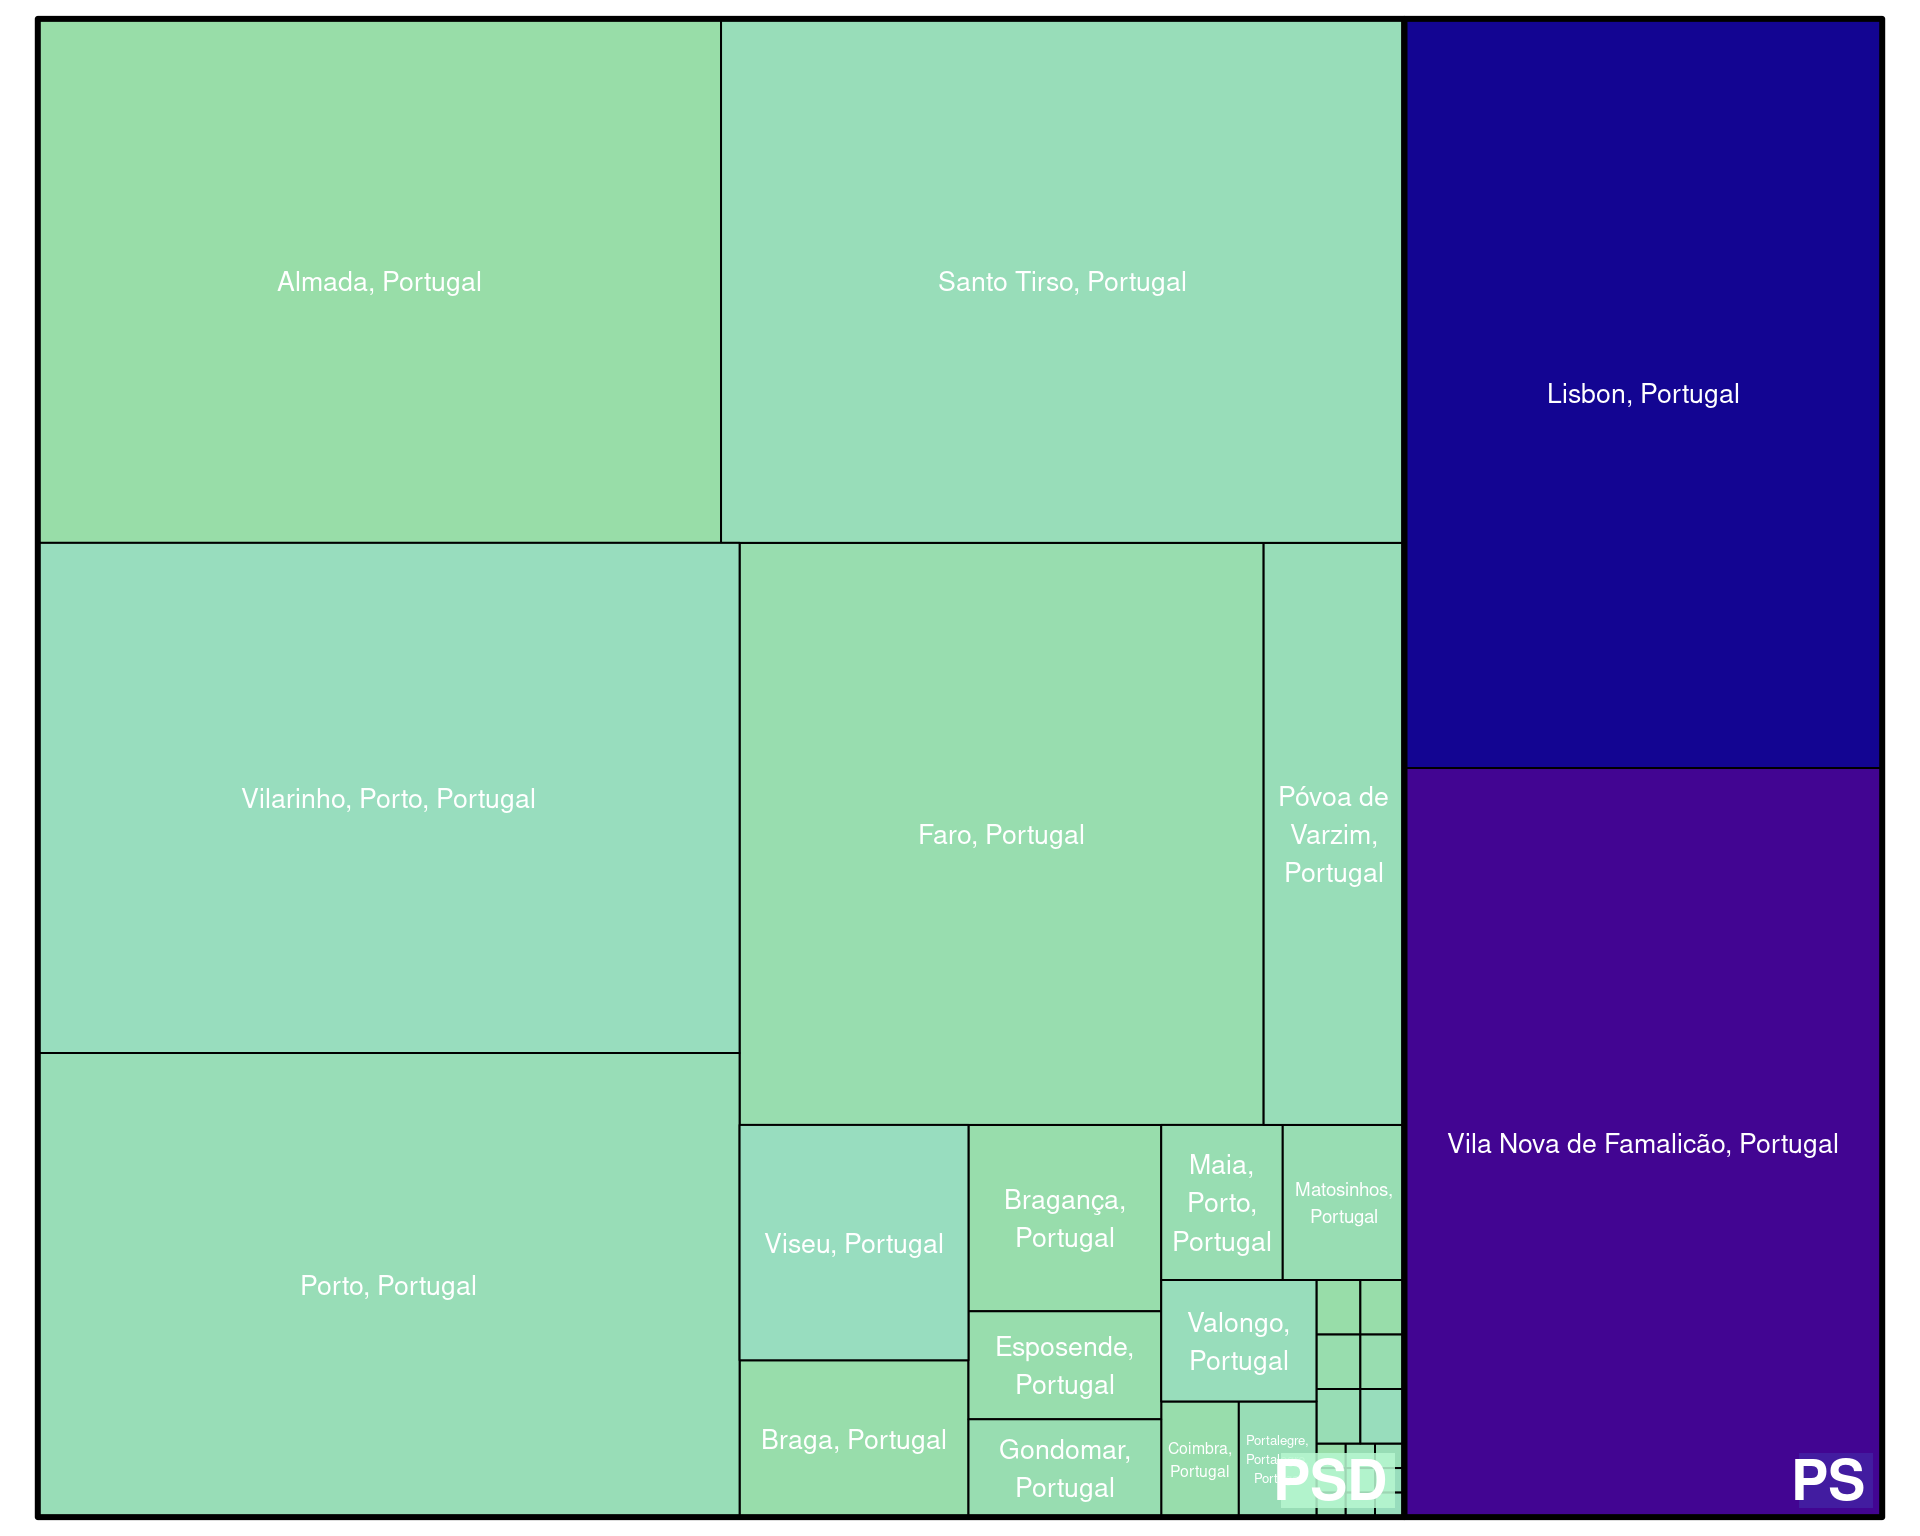 Almada, Portugal
Santo Tirso, Portugal
Lisbon, Portugal
Vilarinho, Porto, Portugal
Faro, Portugal
Póvoa de
Varzim,
Portugal
Vila Nova de Famalicão, Portugal
Porto, Portugal
Viseu, Portugal
Bragança,
Portugal
Maia,
Porto,
Portugal
Matosinhos,
Portugal
Esposende,
Portugal
Valongo,
Portugal
Braga, Portugal
Gondomar,
Portugal
Coimbra,
Portugal
Portalegre,
PSD
PS